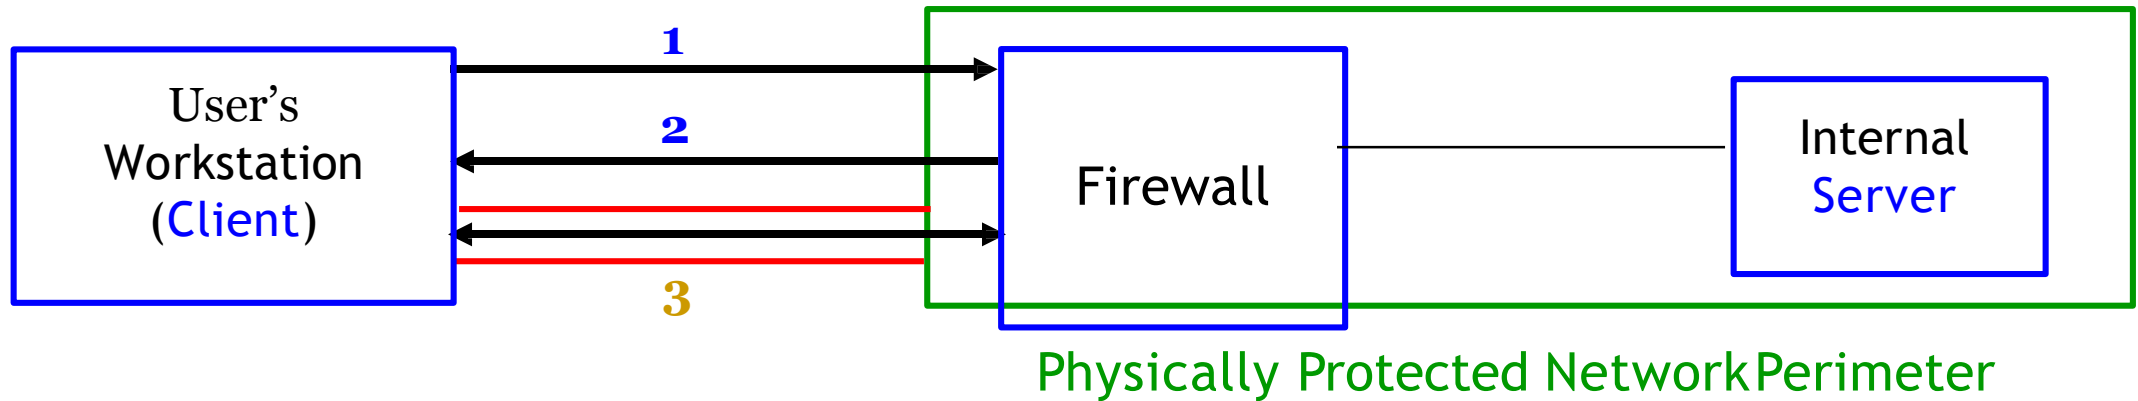 1
User's
Workstation
(Client)
2
3
Firewall
Internal
Server
Physically Protected Network Perimeter